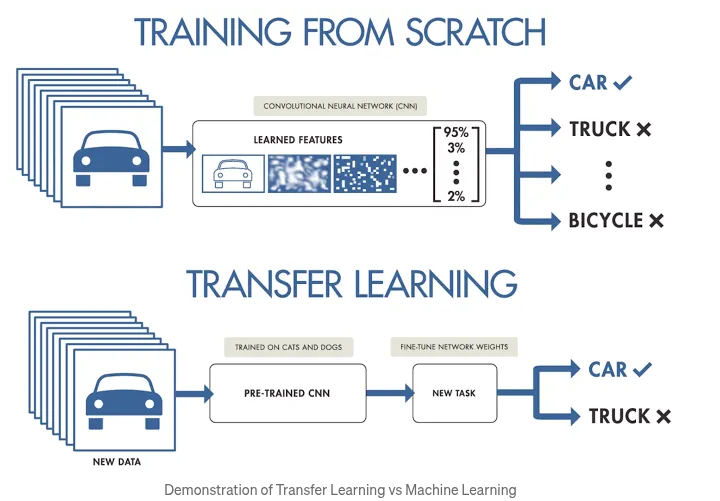 TRAINING FROM SCRATCH
CONVOLUTIONAL NEURAL NETWORK (CNN)
LEARNED FEATURES
95%
3%
2%
CAR
TRUCK
BICYCLE
TRANSFER LEARNING
TRAINED ON CATS AND DOGS
FINE-TUNE NETWORK WEIGHTS
PRE-TRAINED CNN
NEW TASK
CAR
TRUCK
NEW DATA
Demonstration of Transfer Learning vs Machine Learning